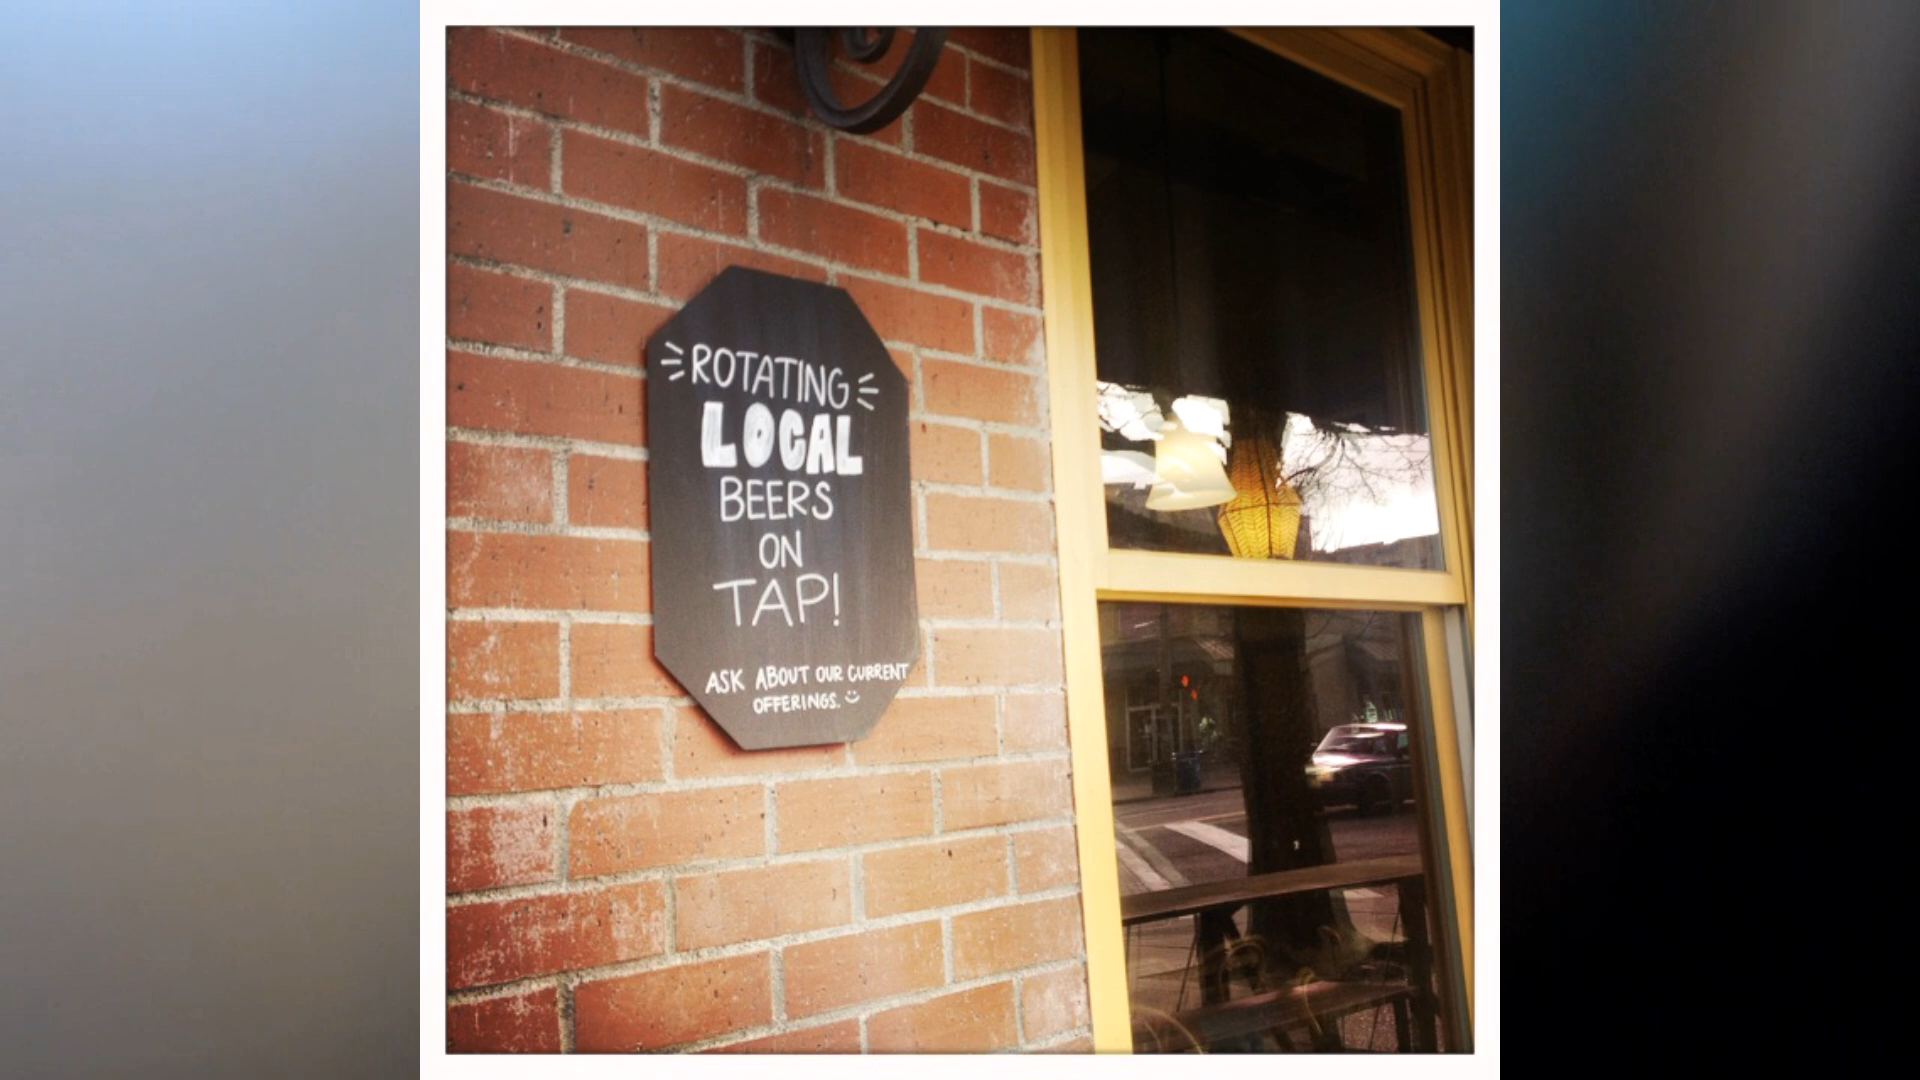 ROTATING
LOCAL
BEERS
ON
TAP!
ASK ABOUT OUR CURRENT
OFFERINGS.